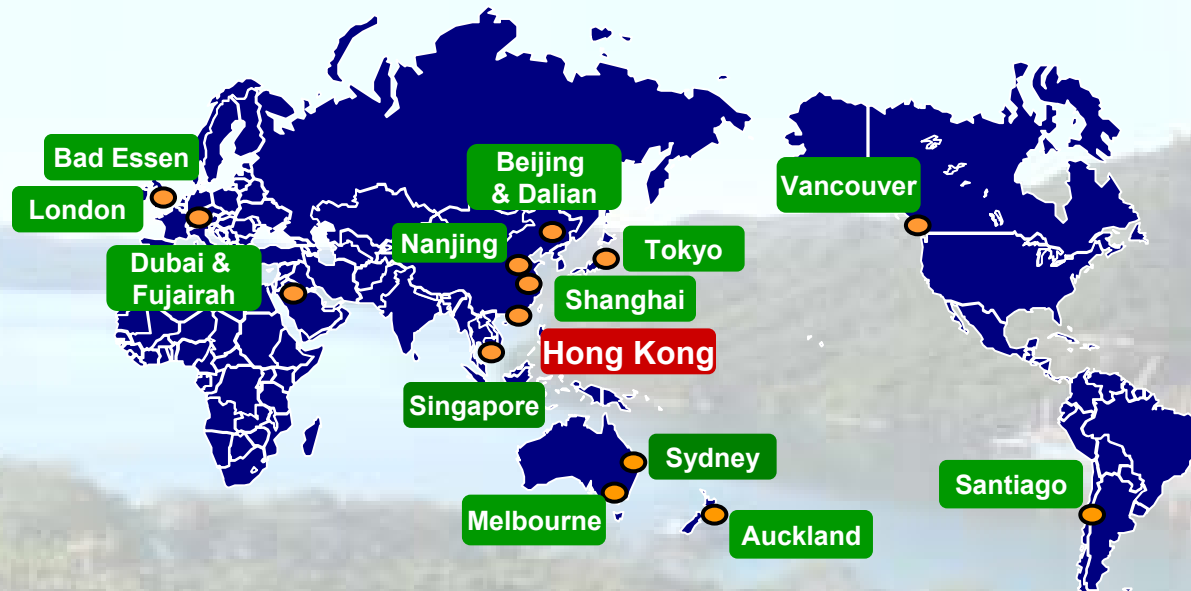 Bad Essen
London
Dubai &
Fujairah
Beijing
& Dalian
Nanjing
Tokyo
Shanghai
Hong Kong
Singapore
Sydney
Melbourne
Auckland
Vancouver
Santiago